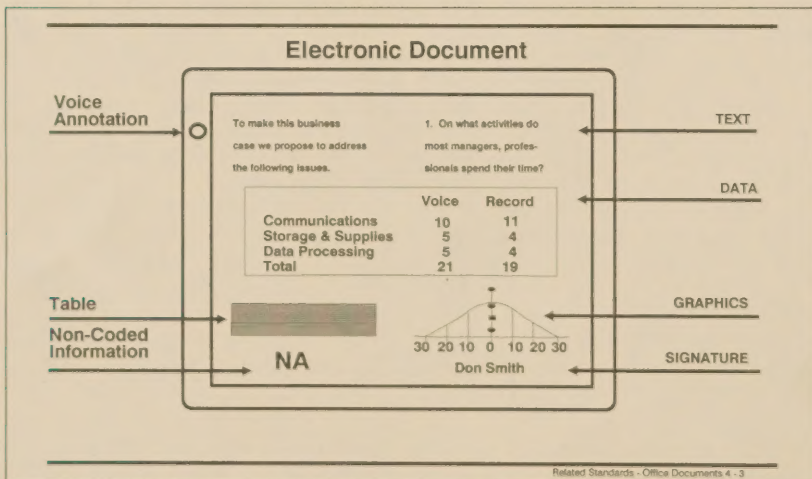 Electronic Document
Voice
Annotation
To make this business
case we propose to address
the following issues.
1. On what activities do
most managers, profes-
sionals spend their time?
TEXT
DATA
Voice Record
Communications 10 11
Storage & Supplies 5 4
Data Processing 5 4
Total 21 19
Table
Non-Coded
Information
NA
30 20 10 0 10 20 30
Don Smith
GRAPHICS
SIGNATURE
Related Standards - Office Documents 4 - 3